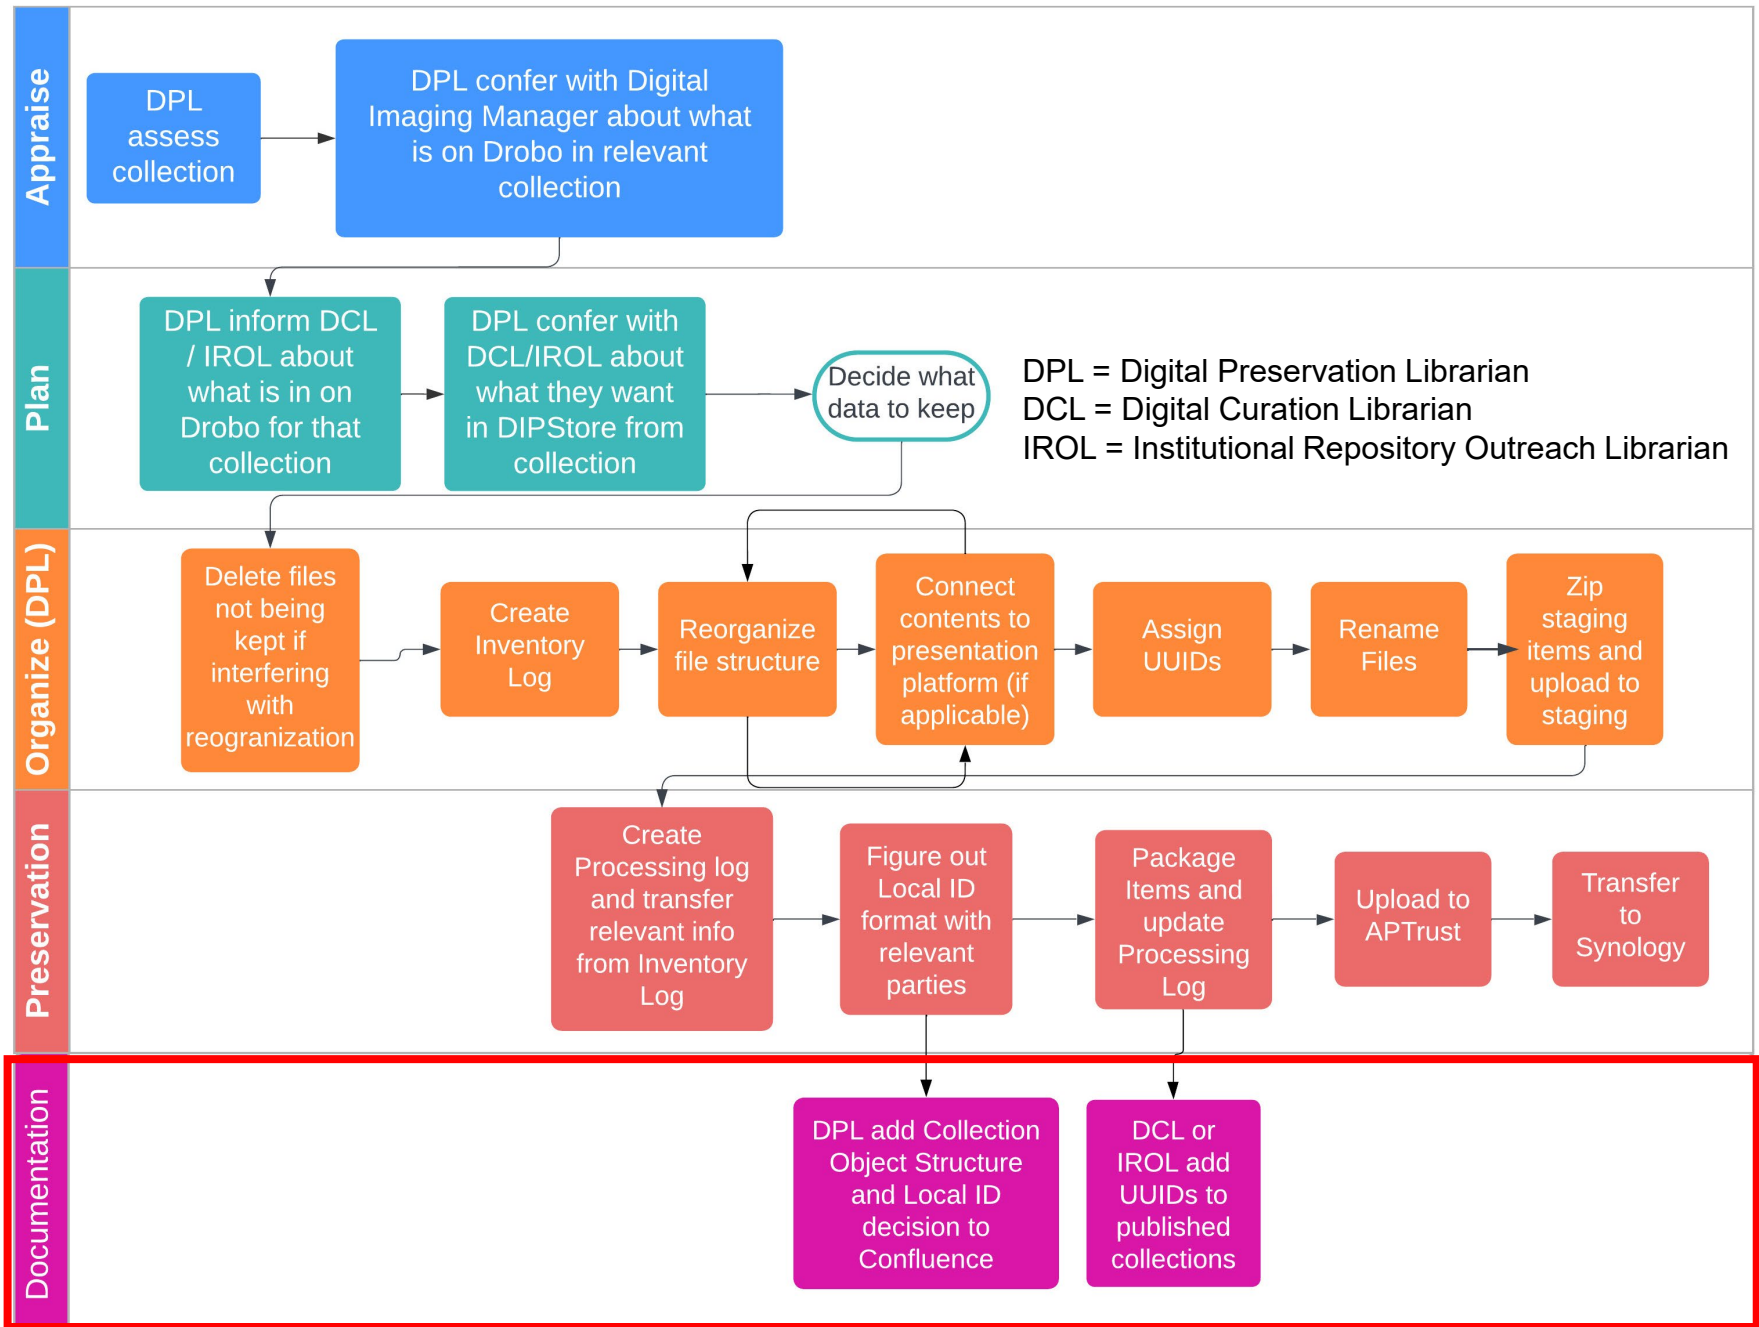 Appraise
DPL
assess
collection
DPL confer with Digital
Imaging Manager about what
is on Drobo in relevant
collection
Plan
DPL inform DCL
/ IROL about
what is in on
Drobo for that
collection
DPL confer with
DCL/IROL about
what they want
in DIPStore from
collection
Decide what
data to keep
DPL = Digital Preservation Librarian
DCL = Digital Curation Librarian
IROL = Institutional Repository Outreach Librarian
Organize (DPL)
Delete files
not being
kept if
interfering
with
reogranization
Create
Inventory
Log
Reorganize
file structure
Connect
contents to
presentation
platform (if
applicable)
Assign
UUIDs
Rename
Files
Zip
staging
items and
upload to
staging
Preservation
Create
Processing log
and transfer
relevant info
from Inventory
Log
Figure out
Local ID
format with
relevant
parties
Package
Items and
update
Processing
Log
Upload to
APTrust
Transfer
to
Synology
Documentation
DPL add Collection
Object Structure
and Local ID
decision to
Confluence
DCL or
IROL add
UUIDs to
published
collections